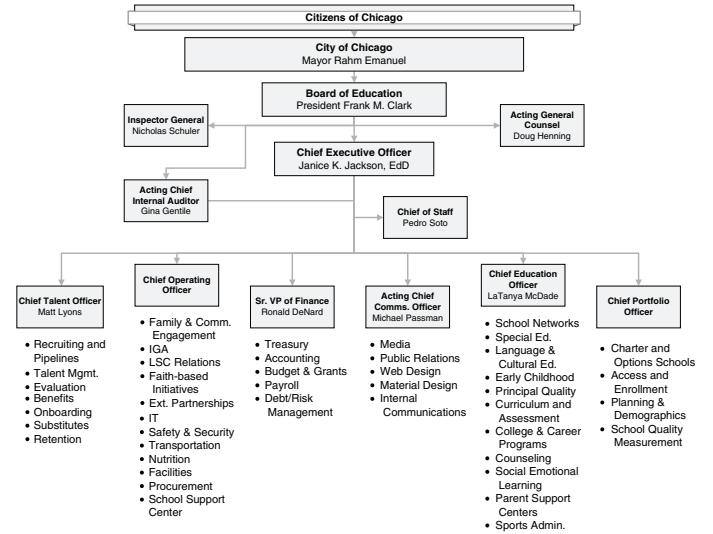 Citizens of Chicago
City of Chicago
Mayor Rahm Emanuel
Board of Education
President Frank M. Clark
Inspector General
Nicholas Schuler
Acting General
Counsel
Doug Henning
Chief Executive Officer
Janice K. Jackson, EdD
Acting Chief
Internal Auditor
Gina Gentile
Chief of Staff
Pedro Soto
Chief Talent Officer
Matt Lyons
• Recruiting and
Pipelines
• Talent Mgmt.
• Evaluation
• Benefits
• Onboarding
• Substitutes
• Retention
Chief Operating
Officer
• Family & Comm.
Engagement
• IGA
• LSC Relations
• Faith-based
Initiatives
• Ext. Partnerships
• IT
• Safety & Security
• Transportation
• Nutrition
• Facilities
• Procurement
• School Support
Center
Sr. VP of Finance
Ronald DeNard
• Treasury
• Accounting
• Budget & Grants
• Payroll
• Debt/Risk
Management
Acting Chief
Comms. Officer
Michael Passman
• Media
• Public Relations
• Web Design
• Material Design
• Internal
Communications
Chief Education
Officer
LaTanya McDade
• School Networks
• Special Ed.
• Language &
Cultural Ed.
• Early Childhood
• Principal Quality
• Curriculum and
Assessment
• College & Career
Programs
• Counseling
• Social Emotional
Learning
• Parent Support
Centers
• Sports Admin.
Chief Portfolio
Officer
• Charter and
Options Schools
• Access and
Enrollment
• Planning &
Demographics
• School Quality
Measurement